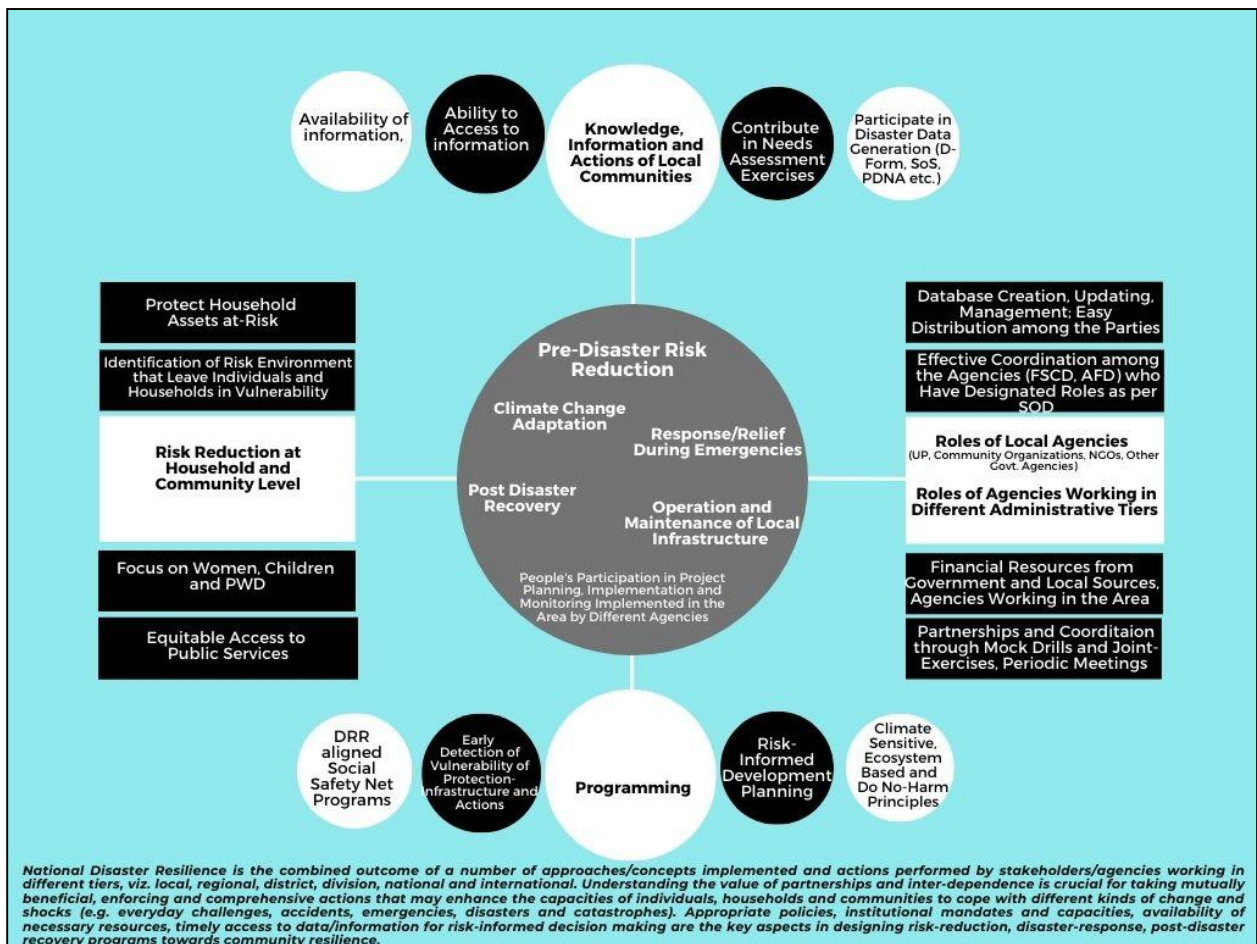 Availability of
information,
Ability to
Access to
information
Knowledge,
Information and
Actions of Local
Communities
Contribute
in Needs
Assessment
Exercises
Participate in
Disaster Data
Generation (D-
Form, SoS,
PDNA etc.)
Protect Household
Assets at-Risk
Identification of Risk Environment
that Leave Individuals and
Households in Vulnerability
Risk Reduction at
Household and
Community Level
Focus on Women, Children
and PWD
Equitable Access to
Public Services
Pre-Disaster Risk
Reduction
Climate Change
Adaptation
Response/Relief
During Emergencies
Post Disaster
Recovery
Operation and
Maintenance of Local
Infrastructure
People's Participation in Project
Planning, Implementation and
Monitoring Implemented in the
Area by Different Agencies
Database Creation, Updating,
Management; Easy
Distribution among the Parties
Effective Coordination among
the Agencies (FSCD, AFD) who
Have Designated Roles as per
SOD
Roles of Local Agencies
(UP, Community Organizations, NGOs, Other
Govt. Agencies)
Roles of Agencies Working in
Different Administrative Tiers
Financial Resources from
Government and Local Sources,
Agencies Working in the Area
Partnerships and Coorditaion
through Mock Drills and Joint-
Exercises, Periodic Meetings
DRR
aligned
Social
Safety Net
Programs
Early
Detection of
Vulnerability of
Protection-
Infrastructure and
Actions
Programming
Risk-
Informed
Development
Planning
Climate
Sensitive,
Ecosystem
Based and
Do No-Harm
Principles
National Disaster Resilience is the combined outcome of a number of approaches/concepts implemented and actions performed by stakeholders/agencies working in
different tiers, viz. local, regional, district, division, national and international. Understanding the value of partnerships and inter-dependence is crucial for taking mutually
beneficial, enforcing and comprehensive actions that may enhance the capacities of individuals, households and communities to cope with different kinds of change and
shocks (e.g. everyday challenges, accidents, emergencies, disasters and catastrophes). Appropriate policies, institutional mandates and capacities, availability of
necessary resources, timely access to data/information for risk-informed decision making are the key aspects in designing risk-reduction, disaster-response, post-disaster
recovery programs towards community resilience.